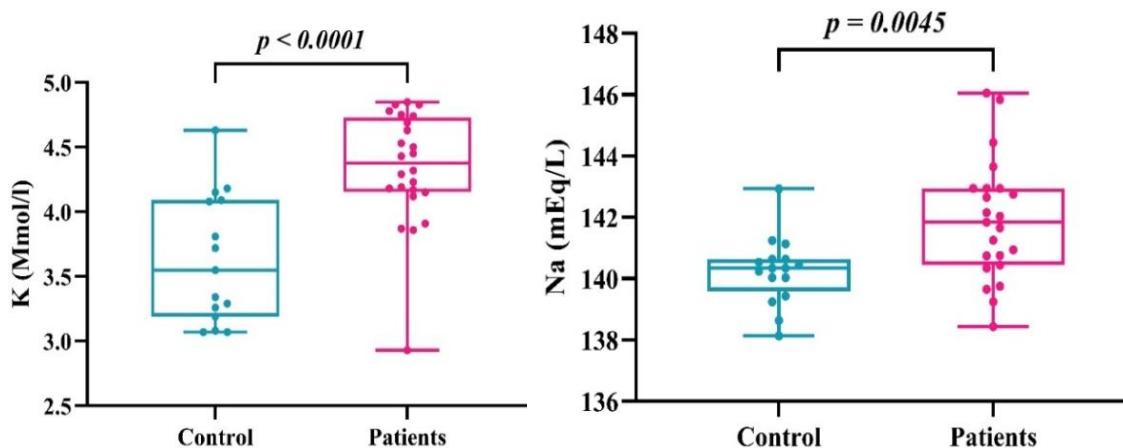 p < 0.0001
5.0
4.5
4.0
3.5
3.0
2.5
K (Mmol/l)
Control
Patients
p = 0.0045
148
146
144
142
140
138
136
Na (mEq/L)
Control
Patients